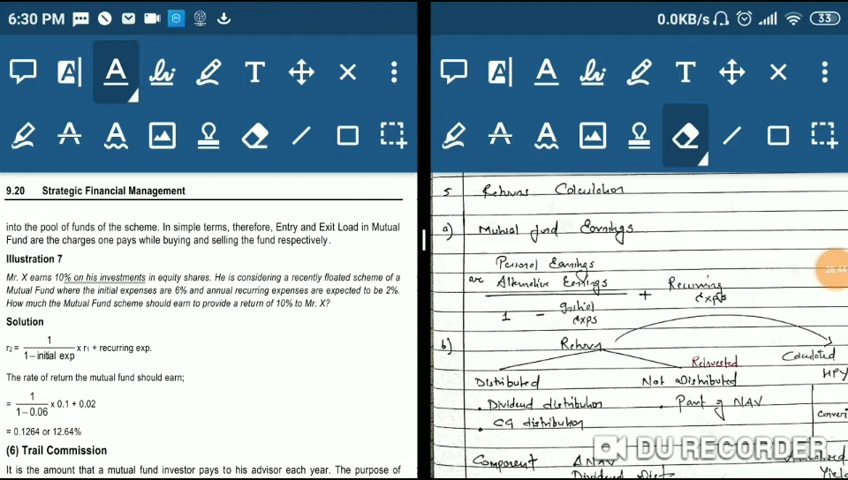 6:30 PM
0.0KB/s
33
9.20 Strategic Financial Management
into the pool of funds of the scheme. In simple terms, therefore, Entry and Exit Load in Mutual
Fund are the charges one pays while buying and selling the fund respectively.
Illustration 7
Mr. X earns 10% on his investments in equity shares. He is considering a recently floated scheme of a
Mutual Fund where the initial expenses are 6% and annual recurring expenses are expected to be 2%.
How much the Mutual Fund scheme should earn to provide a return of 10% to Mr. X?
Solution
r2 = 1 / 1−initial exp x r1 + recurring exp.
The rate of return the mutual fund should earn;
= 1 / 1−0.06 x 0.1 + 0.02
= 0.1264 or 12.64%
(6) Trail Commission
It is the amount that a mutual fund investor pays to his advisor each year. The purpose of
5 Returns Calculation
a) Mutual fund Earnings
Personal Earnings
Alternative Earnings
1 - Initial exps + Recurring exps
28:44
b) Return
Distributed
Reinvested
Not Distributed
Calculated
HPY
• Dividend distribution
• Part of NAV
• CG distribution
Component
ΔNAV
DU RECORDER